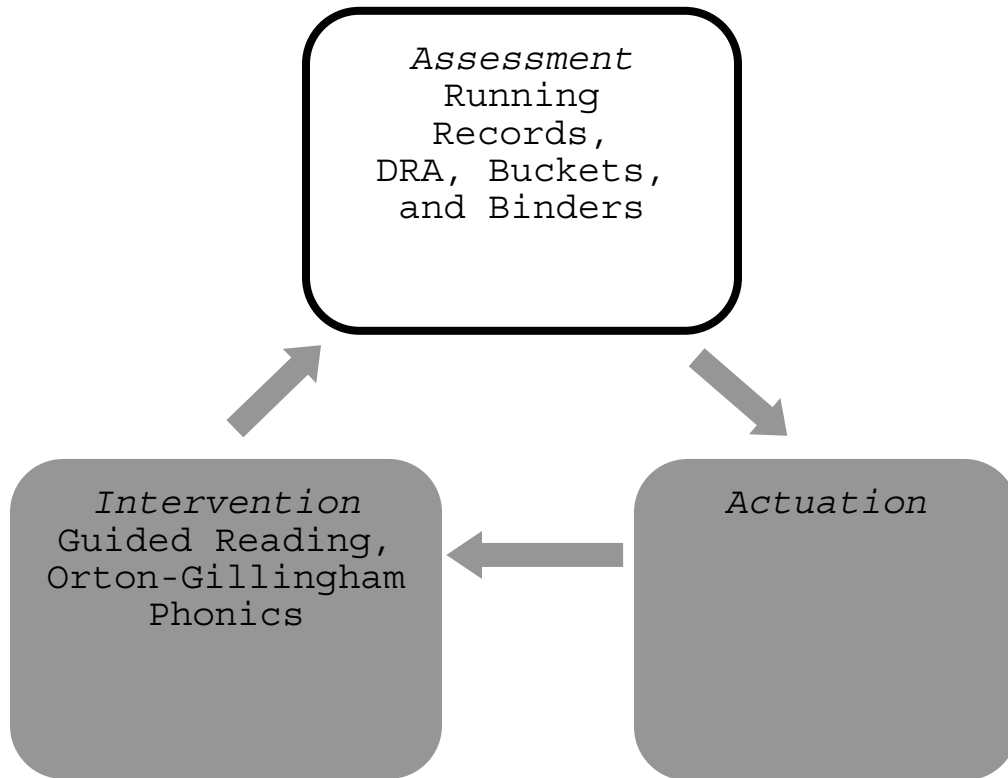 Assessment
Running
Records,
DRA, Buckets,
and Binders
Intervention
Guided Reading,
Orton-Gillingham
Phonics
Actuation